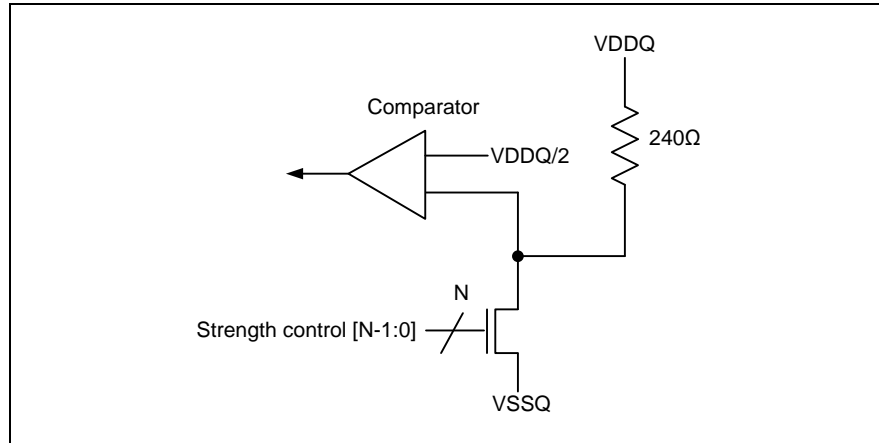 VDDQ
Comparator
240Ω
VDDQ/2
N
Strength control [N-1:0]
VSSQ